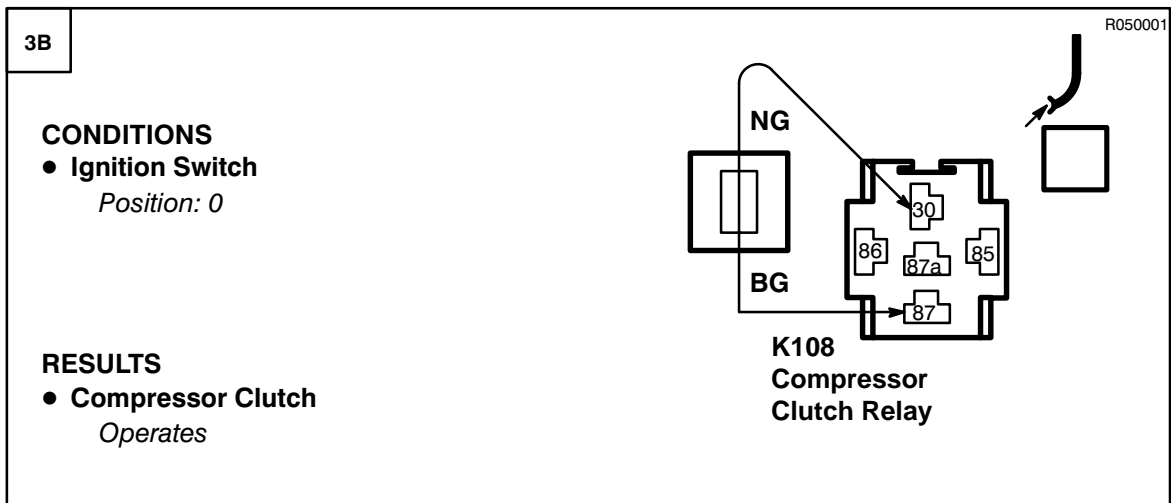 3B
R050001
CONDITIONS
● Ignition Switch
Position: 0
RESULTS
● Compressor Clutch
Operates
NG
BG
30
86
87a
85
87
K108
Compressor
Clutch Relay